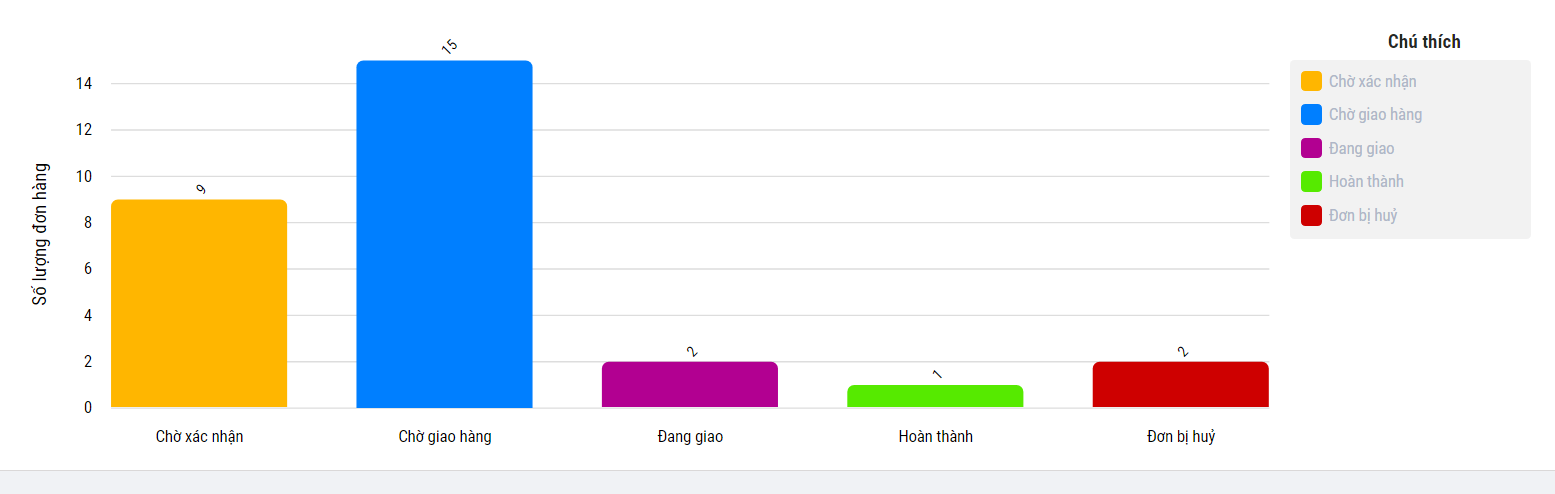 Chú thích
Chờ xác nhận
Chờ giao hàng
Đang giao
Hoàn thành
Đơn bị huỷ
Số lượng đơn hàng
14
12
10
8
6
4
2
0
9
15
2
1
2
Chờ xác nhận
Chờ giao hàng
Đang giao
Hoàn thành
Đơn bị huỷ